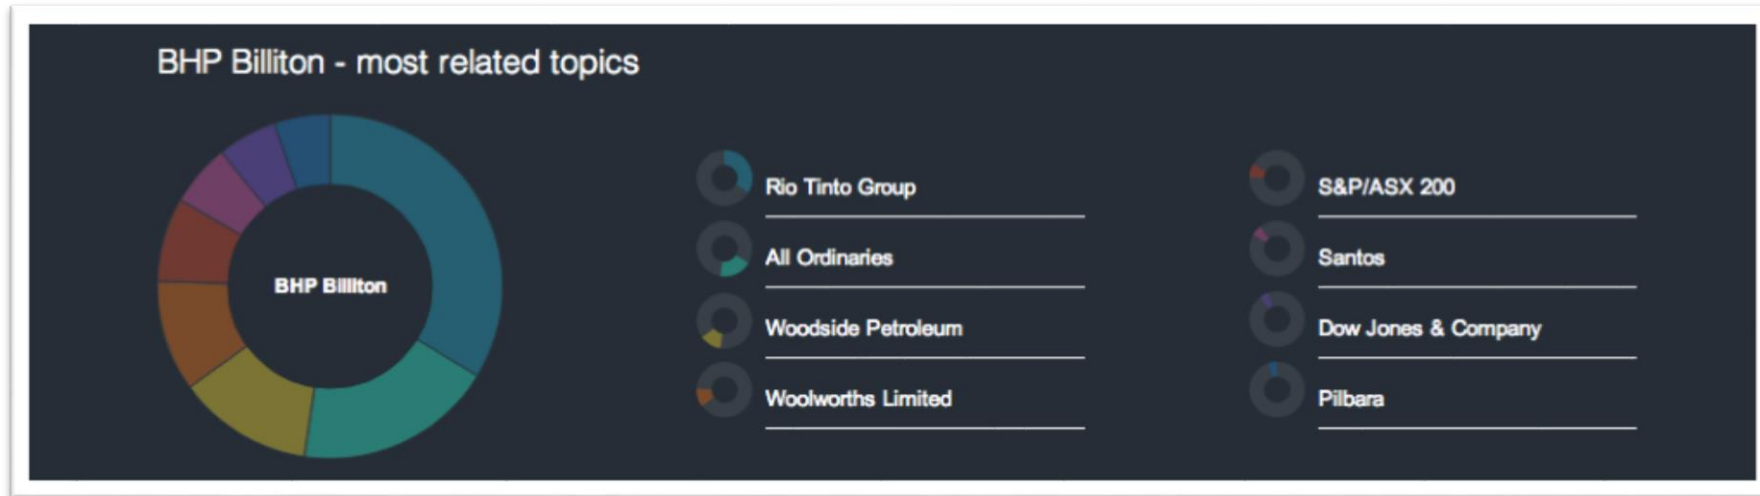 BHP Billiton - most related topics
BHP Billiton
Rio Tinto Group
All Ordinaries
Woodside Petroleum
Woolworths Limited
S&P/ASX 200
Santos
Dow Jones & Company
Pilbara